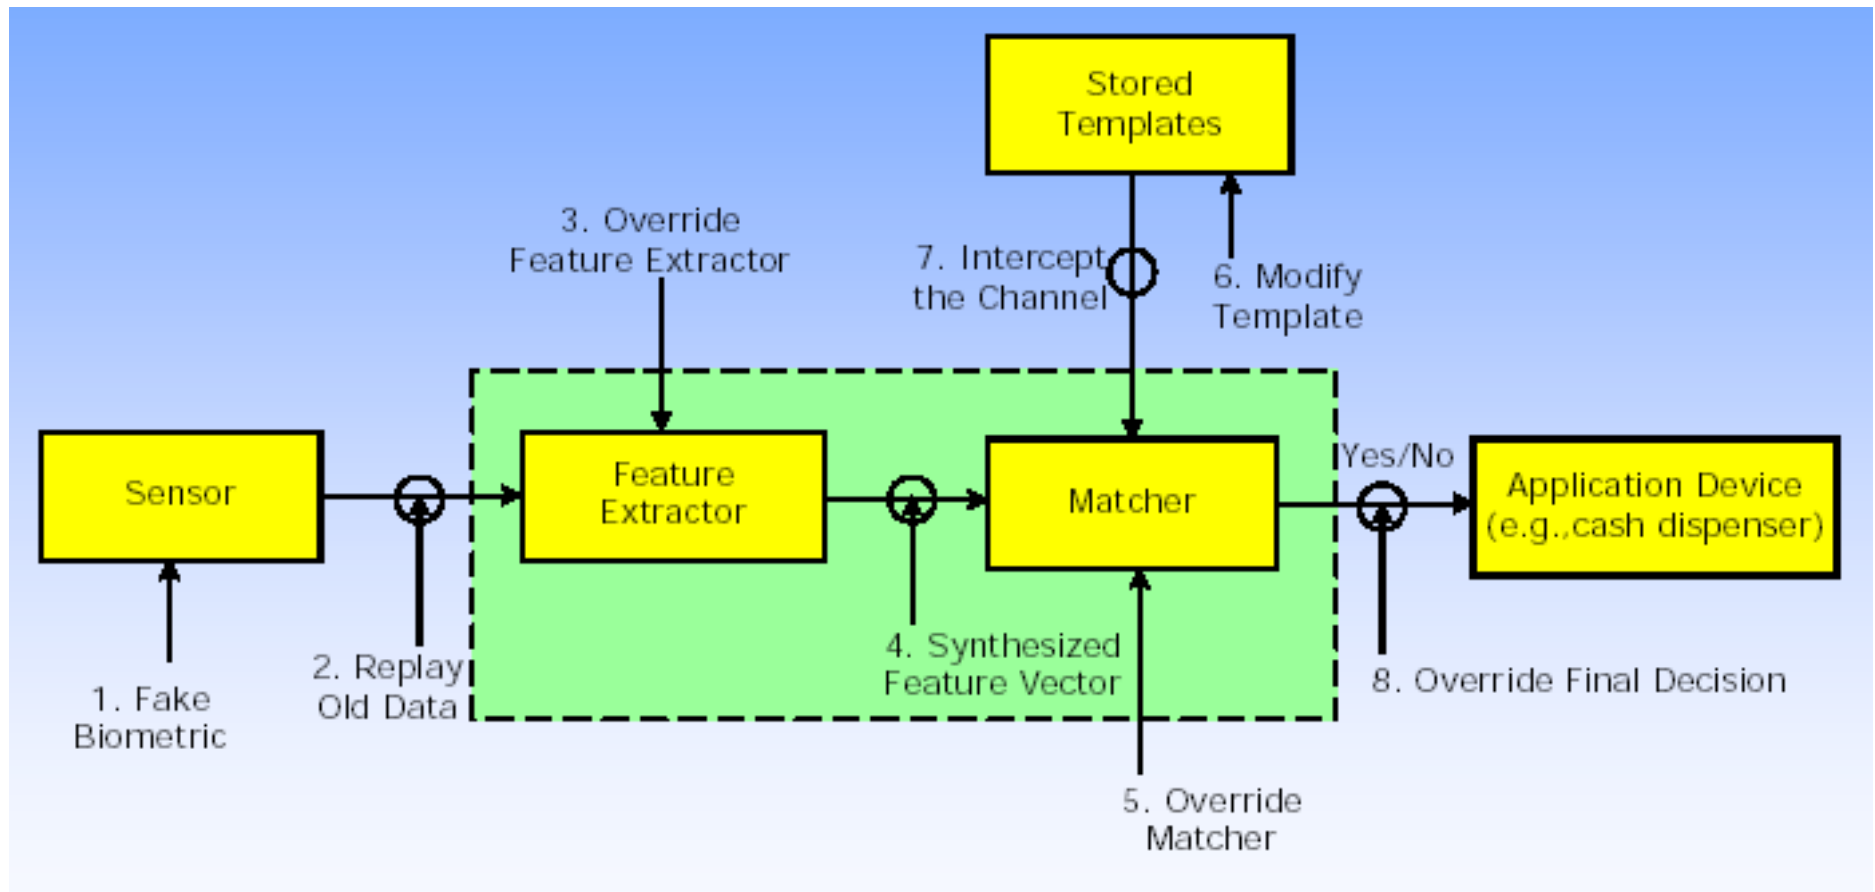 Stored
Templates
3. Override
Feature Extractor
7. Intercept
the Channel
6. Modify
Template
Sensor
Feature
Extractor
Matcher
Yes/No
Application Device
(e.g.,cash dispenser)
1. Fake
Biometric
2. Replay
Old Data
4. Synthesized
Feature Vector
8. Override Final Decision
5. Override
Matcher